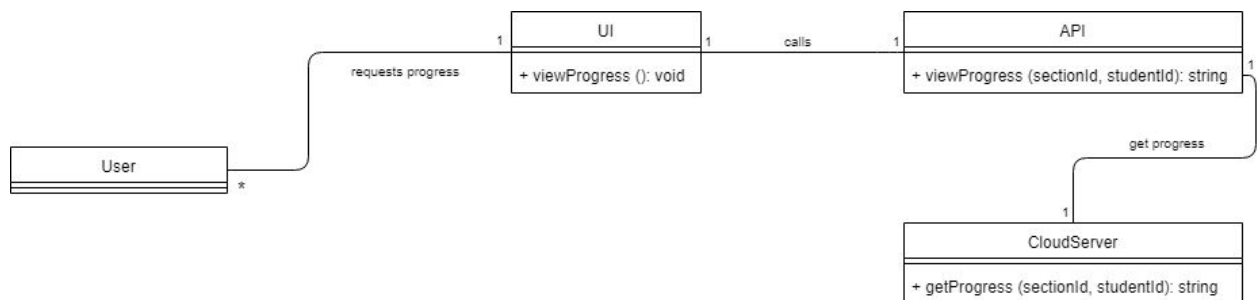 UI
+ viewProgress (): void
API
+ viewProgress (sectionId, studentId): string
1
requests progress
1
calls
1
1
get progress
User
*
1
CloudServer
+ getProgress (sectionId, studentId): string